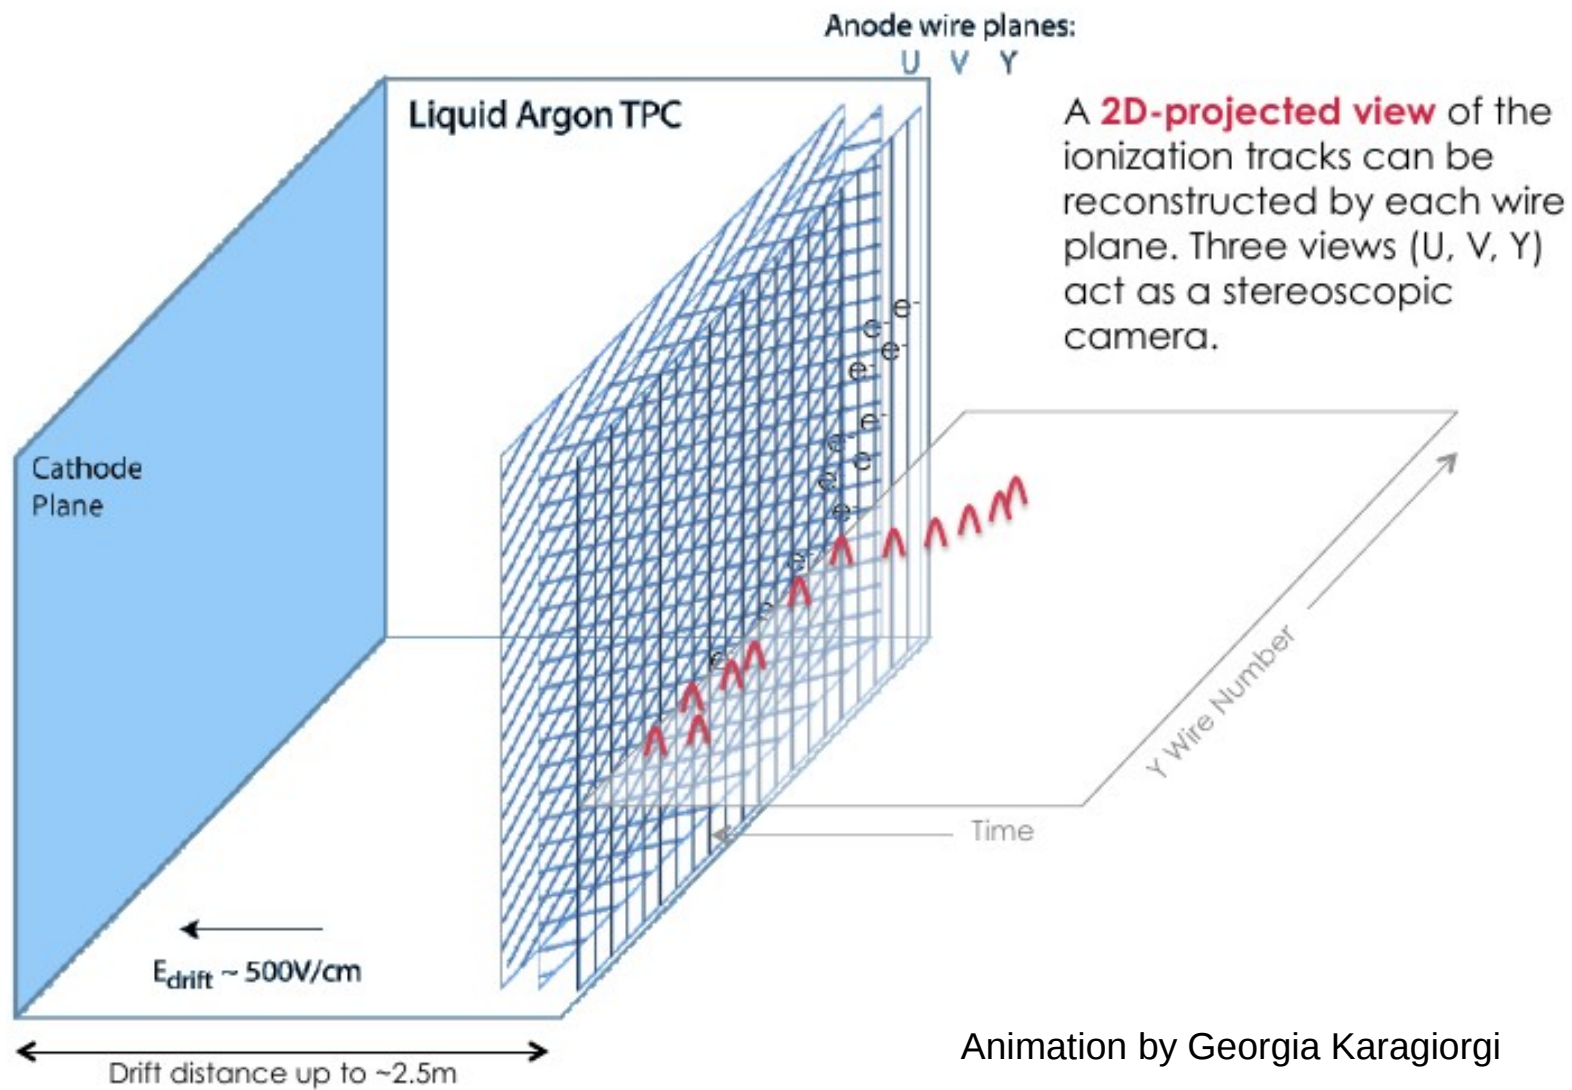 Anode wire planes:
U V Y
Liquid Argon TPC
A 2D-projected view of the
ionization tracks can be
reconstructed by each wire
plane. Three views (U, V, Y)
act as a stereoscopic
camera.
e-
e-
e-
e-
e-
e-
e-
e-
e-
Cathode
Plane
Y Wire Number
Time
Edrift ~ 500V/cm
Drift distance up to ~2.5m
Animation by Georgia Karagiorgi